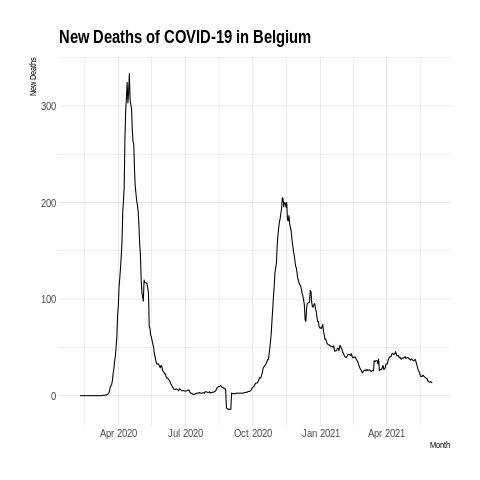 New Deaths of COVID-19 in Belgium
New Deaths
300
200
100
0
Apr 2020 Jul 2020 Oct 2020 Jan 2021 Apr 2021
Month